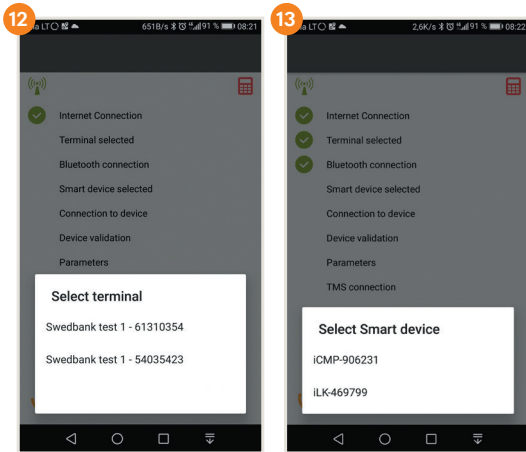 12
a LT 651B/s 4G 91 % 08:21
Internet Connection
Terminal selected
Bluetooth connection
Smart device selected
Connection to device
Device validation
Parameters
Select terminal
Swedbank test 1 - 61310354
Swedbank test 1 - 54035423
13
a LT 2,6K/s 91 % 08:22
Internet Connection
Terminal selected
Bluetooth connection
Smart device selected
Connection to device
Device validation
Parameters
TMS connection
Select Smart device
iCMP-906231
iLK-469799